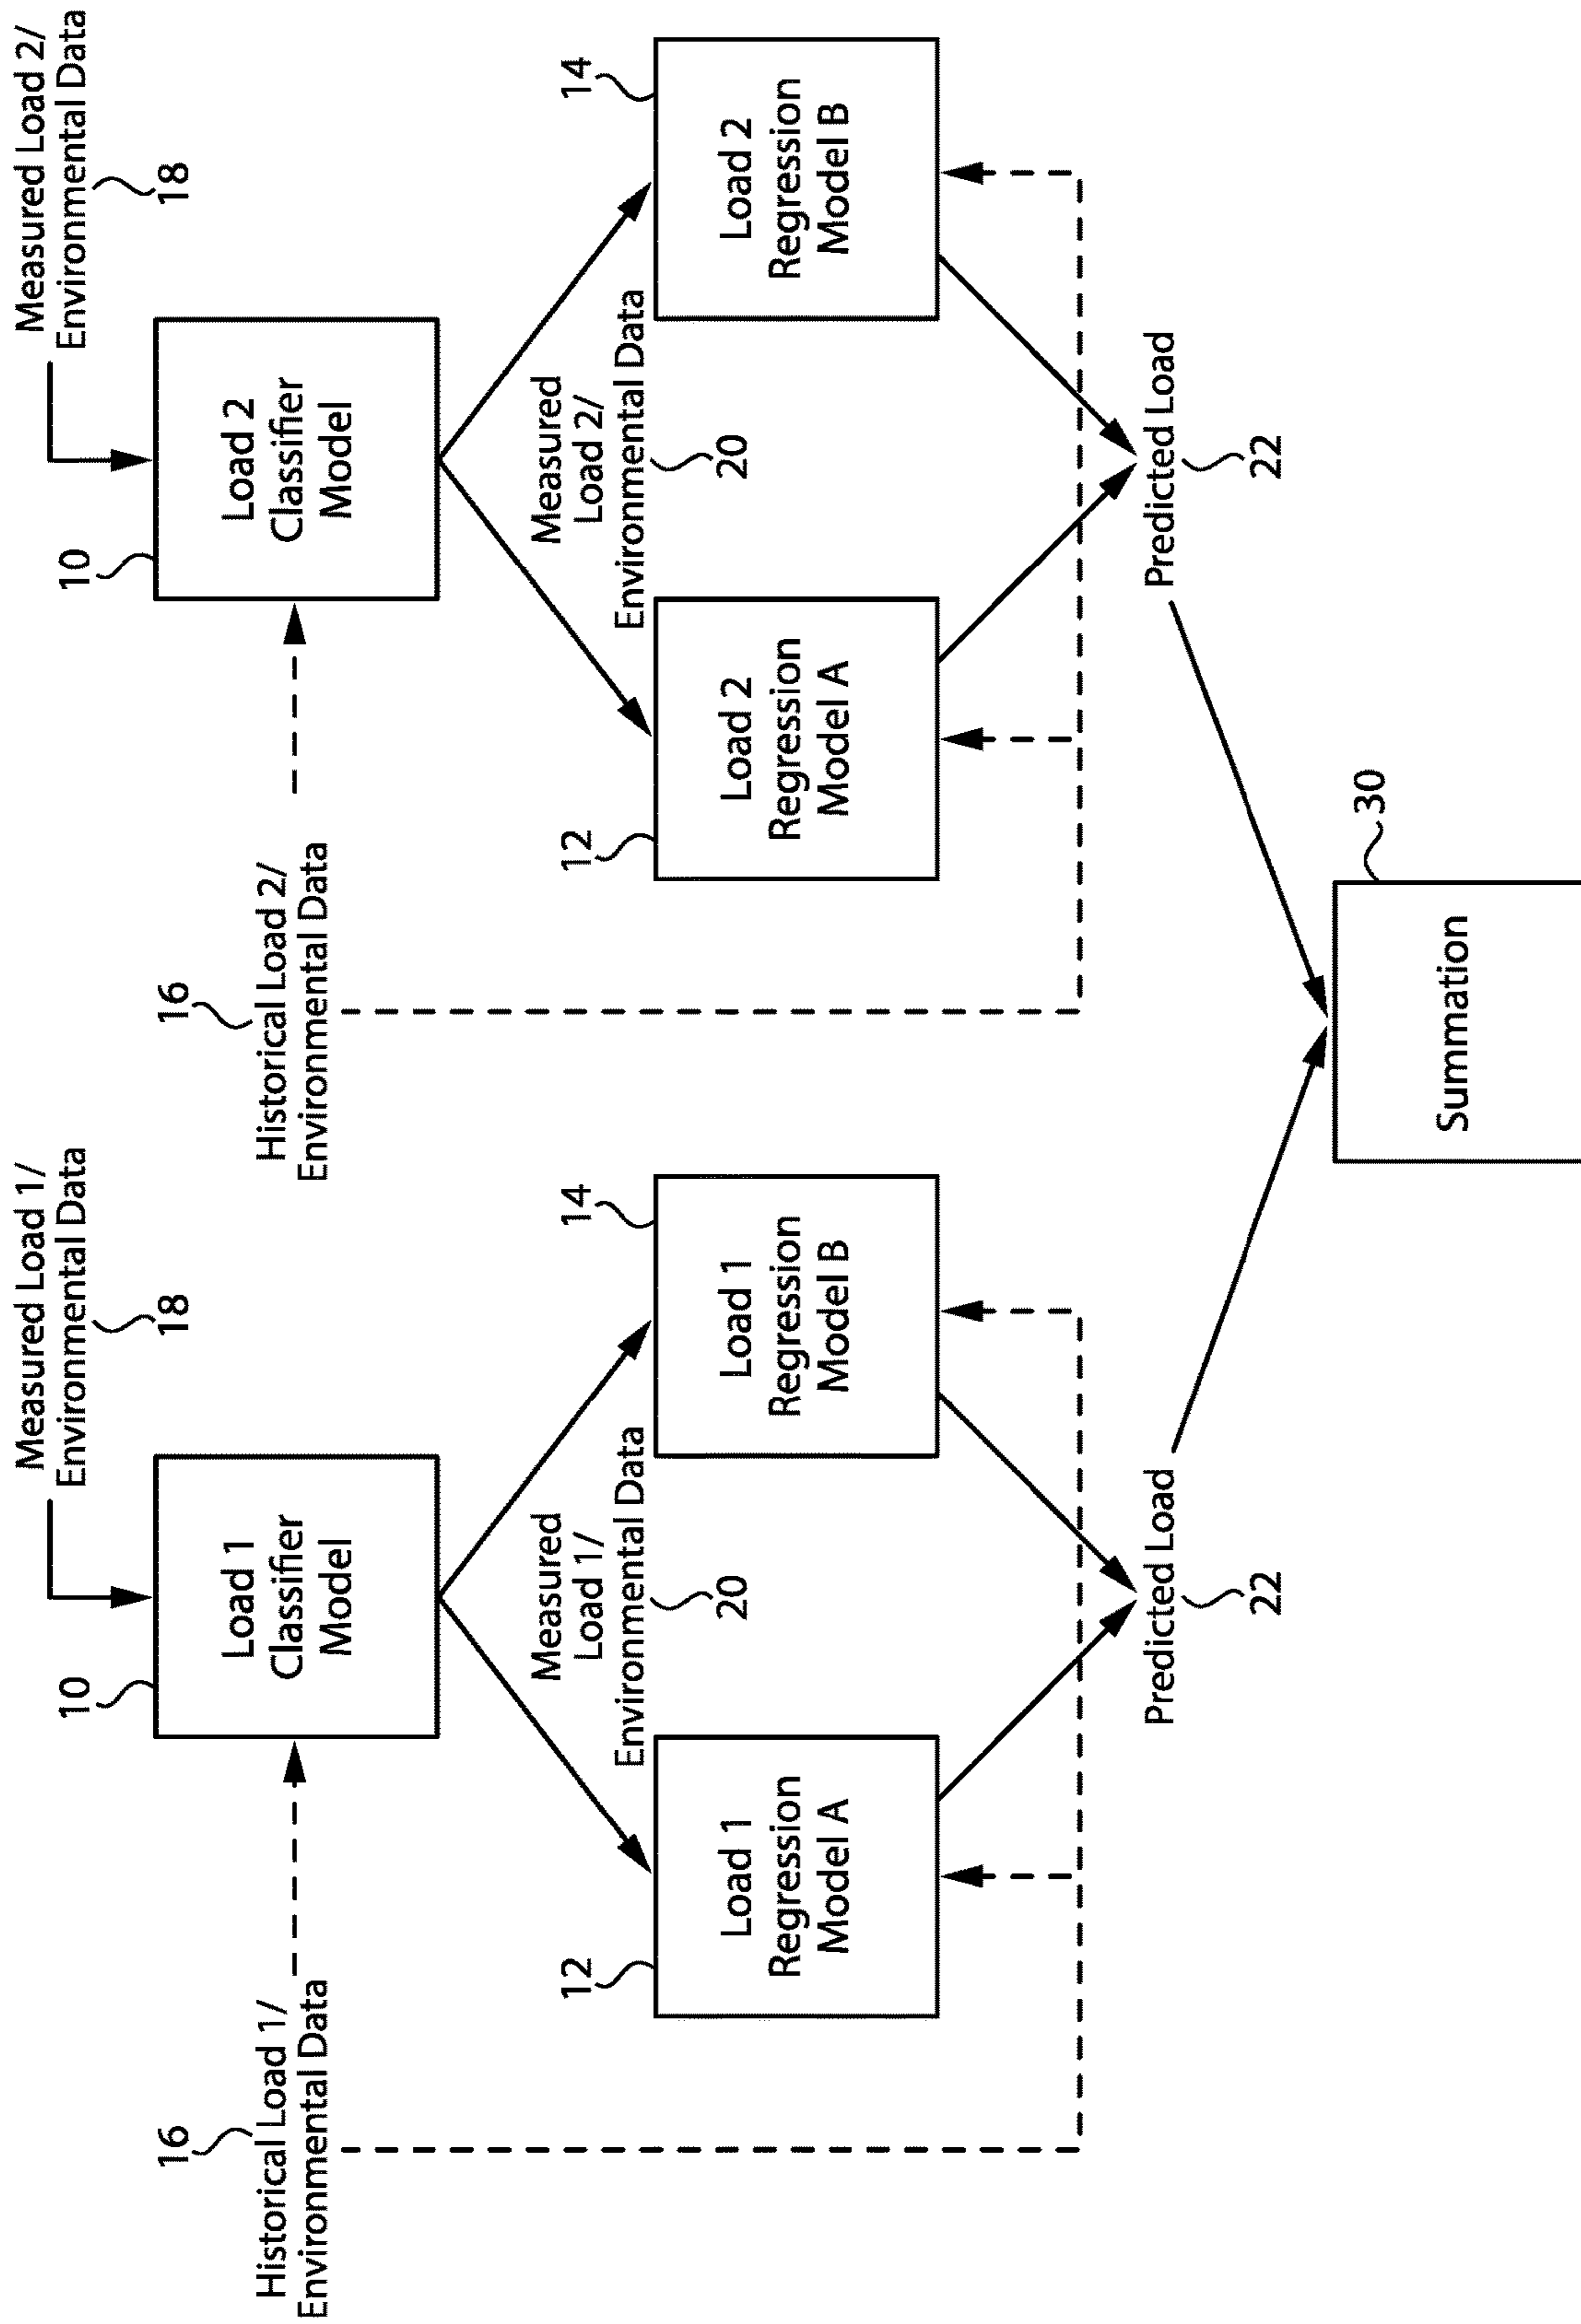 Measured Load 1/
Environmental Data
18
10
Load 1
Classifier
Model
16
Historical Load 1/
Environmental Data
Measured
Load 1/
Environmental Data
20
12
Load 1
Regression
Model A
14
Load 1
Regression
Model B
Predicted Load
22
Measured Load 2/
Environmental Data
18
10
Load 2
Classifier
Model
16
Historical Load 2/
Environmental Data
Measured
Load 2/
Environmental Data
20
12
Load 2
Regression
Model A
14
Load 2
Regression
Model B
Predicted Load
22
30
Summation